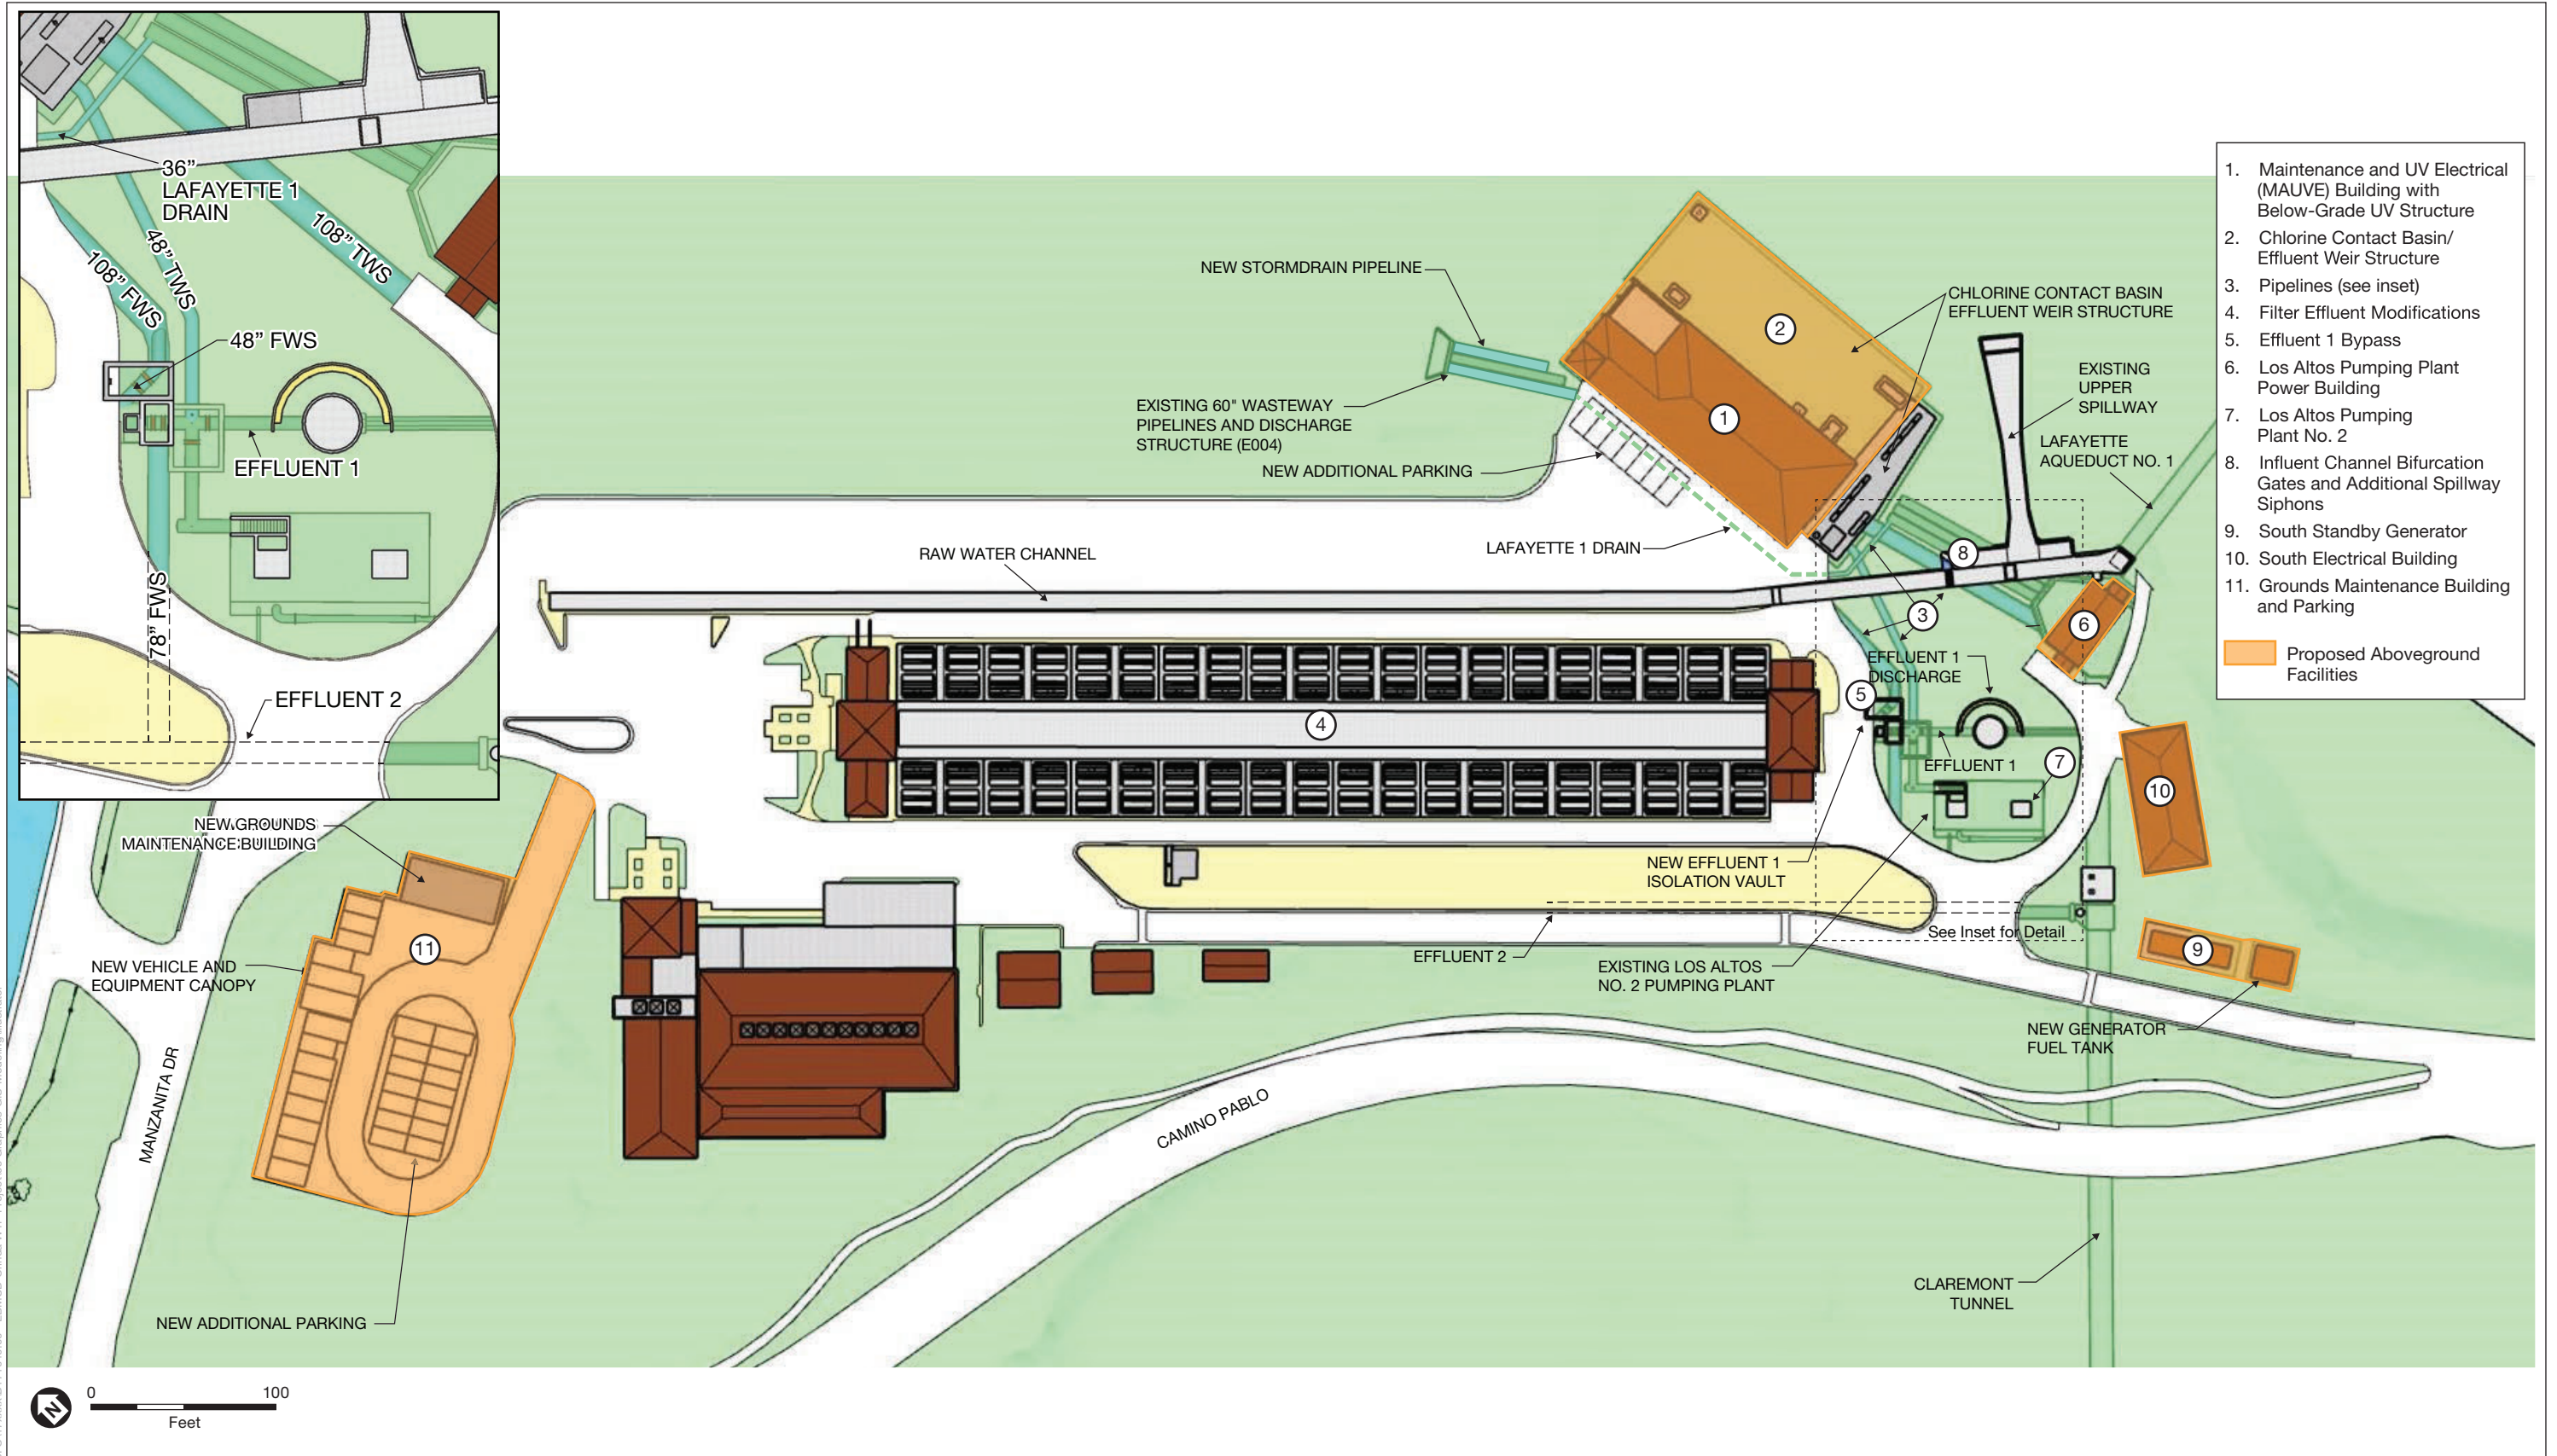 36”
LAFAYETTE 1
DRAIN
108” TWS
48” TWS
108” FWS
48” FWS
EFFLUENT 1
78” FWS
EFFLUENT 2
NEW STORMDRAIN PIPELINE
EXISTING 60" WASTEWAY
PIPELINES AND DISCHARGE
STRUCTURE (E004)
NEW ADDITIONAL PARKING
LAFAYETTE 1 DRAIN
RAW WATER CHANNEL
CHLORINE CONTACT BASIN
EFFLUENT WEIR STRUCTURE
EXISTING
UPPER
SPILLWAY
LAFAYETTE
AQUEDUCT NO. 1
2
1
8
3
6
EFFLUENT 1
DISCHARGE
5
4
EFFLUENT 1
7
10
NEW EFFLUENT 1
ISOLATION VAULT
See Inset for Detail
EFFLUENT 2
EXISTING LOS ALTOS
NO. 2 PUMPING PLANT
9
NEW GENERATOR
FUEL TANK
NEW GROUNDS
MAINTENANCE BUILDING
11
NEW VEHICLE AND
EQUIPMENT CANOPY
MANZANITA DR
CAMINO PABLO
CLAREMONT
TUNNEL
NEW ADDITIONAL PARKING
1. Maintenance and UV Electrical
(MAUVE) Building with
Below-Grade UV Structure
2. Chlorine Contact Basin/
Effluent Weir Structure
3. Pipelines (see inset)
4. Filter Effluent Modifications
5. Effluent 1 Bypass
6. Los Altos Pumping Plant
Power Building
7. Los Altos Pumping
Plant No. 2
8. Influent Channel Bifurcation
Gates and Additional Spillway
Siphons
9. South Standby Generator
10. South Electrical Building
11. Grounds Maintenance Building
and Parking
Proposed Aboveground
Facilities
N
0 100
Feet